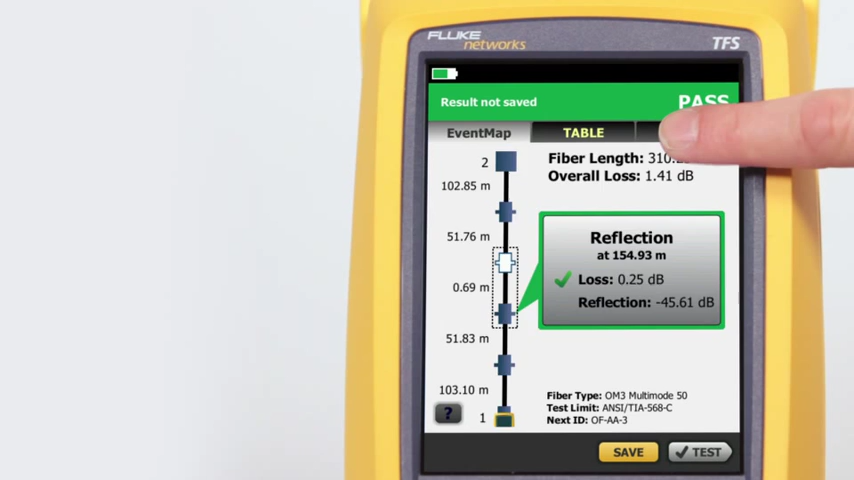 FLUKE
networks
TFS
Result not saved
PASS
EventMap
TABLE
2
Fiber Length:
Overall Loss: 1.41 dB
102.85 m
51.76 m
0.69 m
51.83 m
103.10 m
1
Reflection
at 154.93 m
Loss: 0.25 dB
Reflection: -45.61 dB
Fiber Type: OM3 Multimode 50
Test Limit: ANSI/TIA-568-C
Next ID: OF-AA-3
?
SAVE
TEST